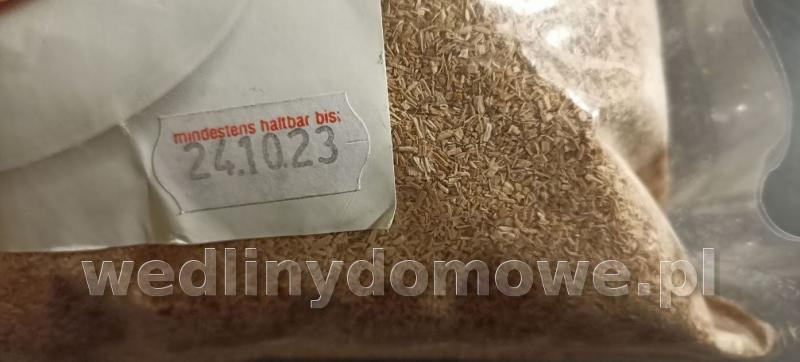 mindestens haltbar bis:
24.10.23
wedlinydomowe.pl